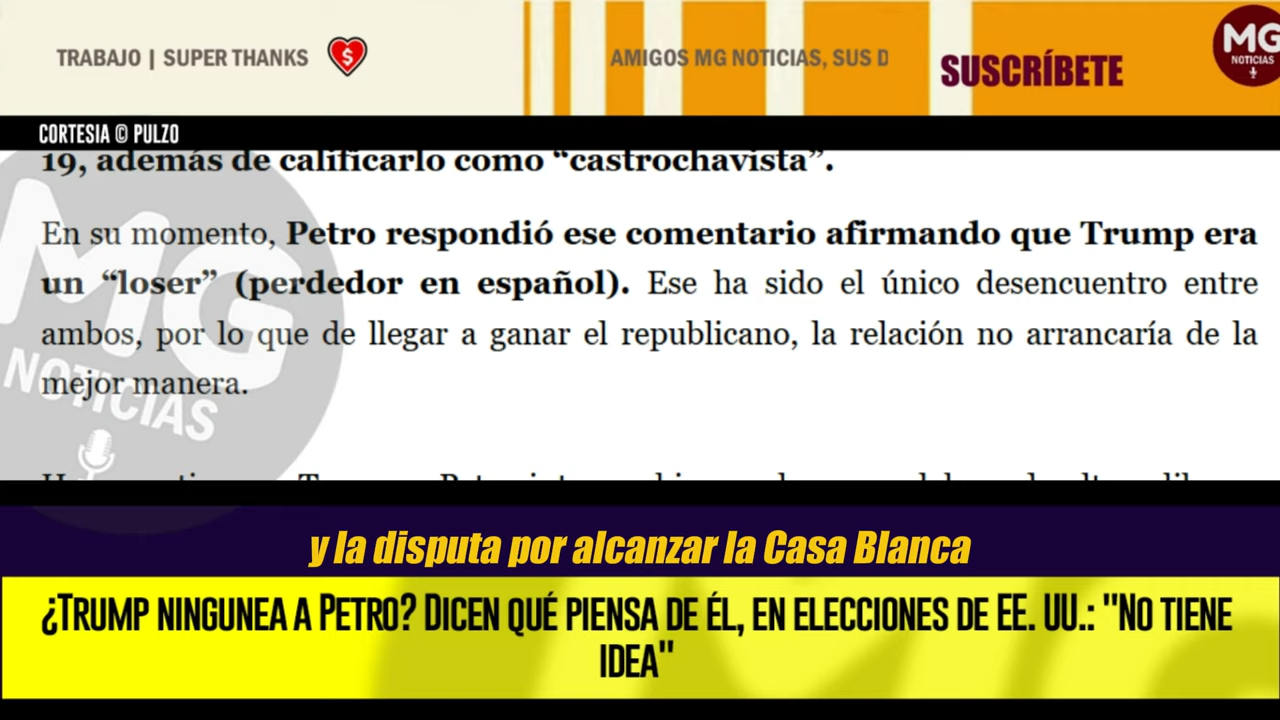 TRABAJO | SUPER THANKS
AMIGOS MG NOTICIAS, SUS D
SUSCRÍBETE
MG
NOTICIAS
CORTESIA © PULZO
19, además de calificarlo como “castrochavista”.
En su momento, Petro respondió ese comentario afirmando que Trump era
un “loser” (perdedor en español). Ese ha sido el único desencuentro entre
ambos, por lo que de llegar a ganar el republicano, la relación no arrancaría de la
mejor manera.
MG
NOTICIAS
y la disputa por alcanzar la Casa Blanca
¿TRUMP NINGUNEA A PETRO? DICEN QUÉ PIENSA DE ÉL, EN ELECCIONES DE EE. UU.: "NO TIENE
IDEA"